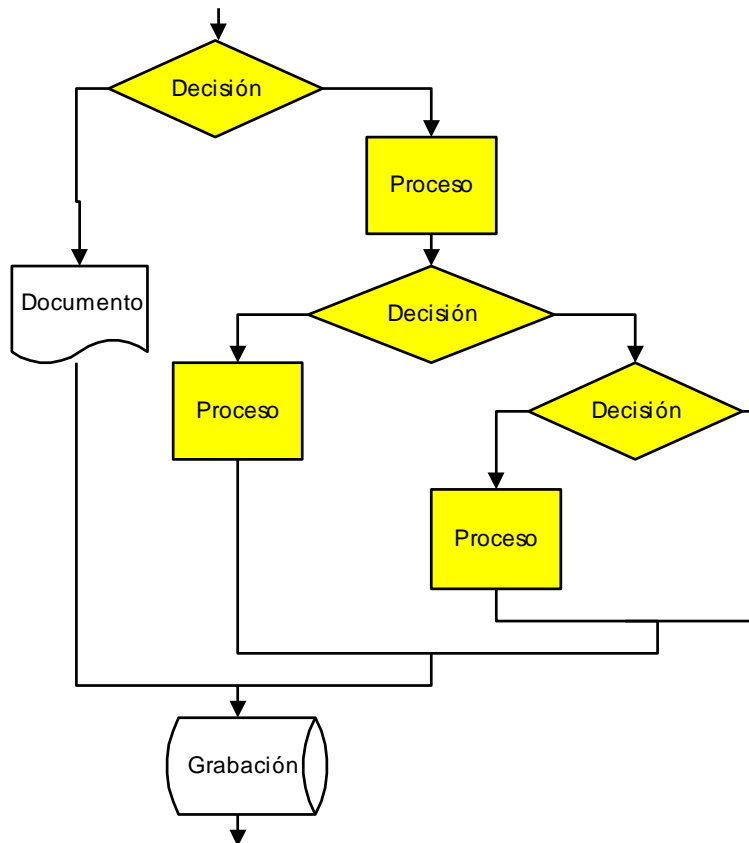 Decisión
Proceso
Documento
Decisión
Proceso
Decisión
Proceso
Grabación